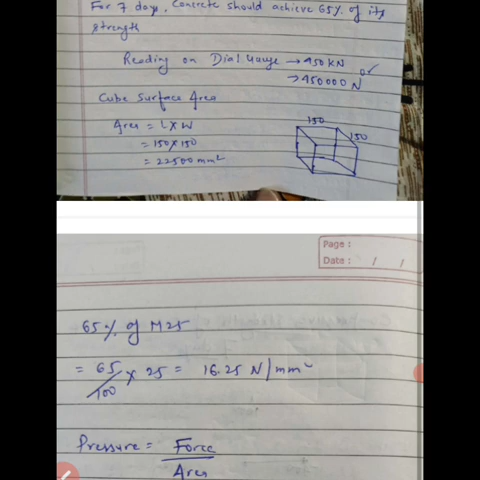 For 7 days, Concrete should achieve 65% of its
strength
Reading on Dial Gauge → 450 KN
or
→ 450000 N
Cube Surface Area
Area = L X W
= 150 X 150
= 22500 mm²
150
150
Page :
Date : / /
65% of M25
= 65/100 x 25 = 16.25 N/mm²
Pressure = Force
Area